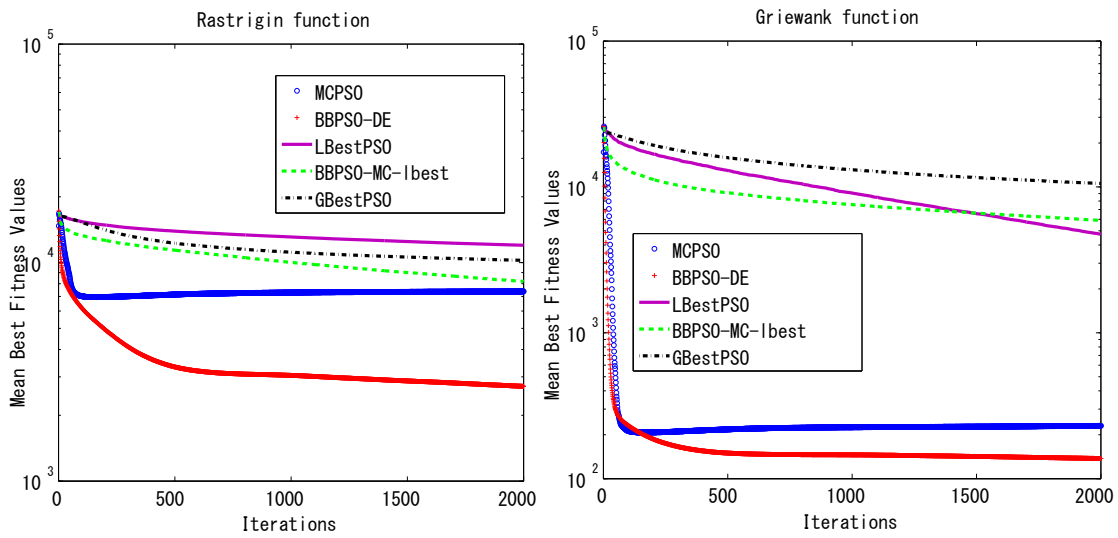 Rastrigin function
10^5
10^4
10^3
Mean Best Fitness Values
MCPSO
BBPSO-DE
LBestPSO
BBPSO-MC-lbest
GBestPSO
0 500 1000 1500 2000
Iterations
Griewank function
10^5
10^4
10^3
10^2
Mean Best Fitness Values
MCPSO
BBPSO-DE
LBestPSO
BBPSO-MC-lbest
GBestPSO
0 500 1000 1500 2000
Iterations